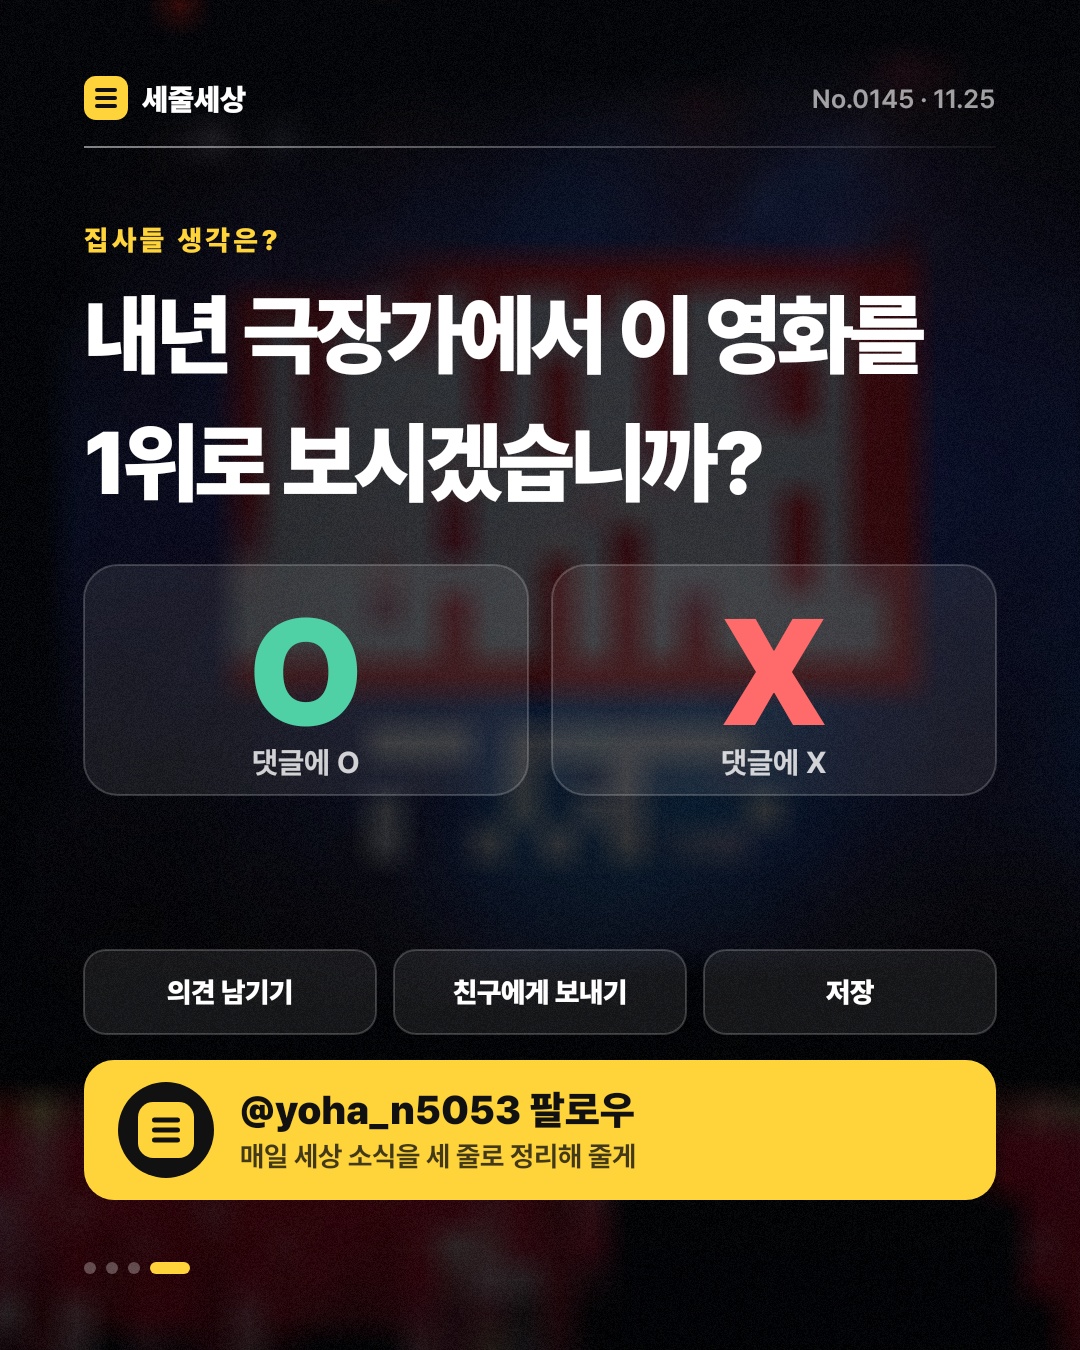 세줄세상
No.0145 · 11.25
집사들 생각은?
내년 극장가에서 이 영화를
1위로 보시겠습니까?
O
댓글에 O
X
댓글에 X
의견 남기기
친구에게 보내기
저장
@yoha_n5053 팔로우
매일 세상 소식을 세 줄로 정리해 줄게